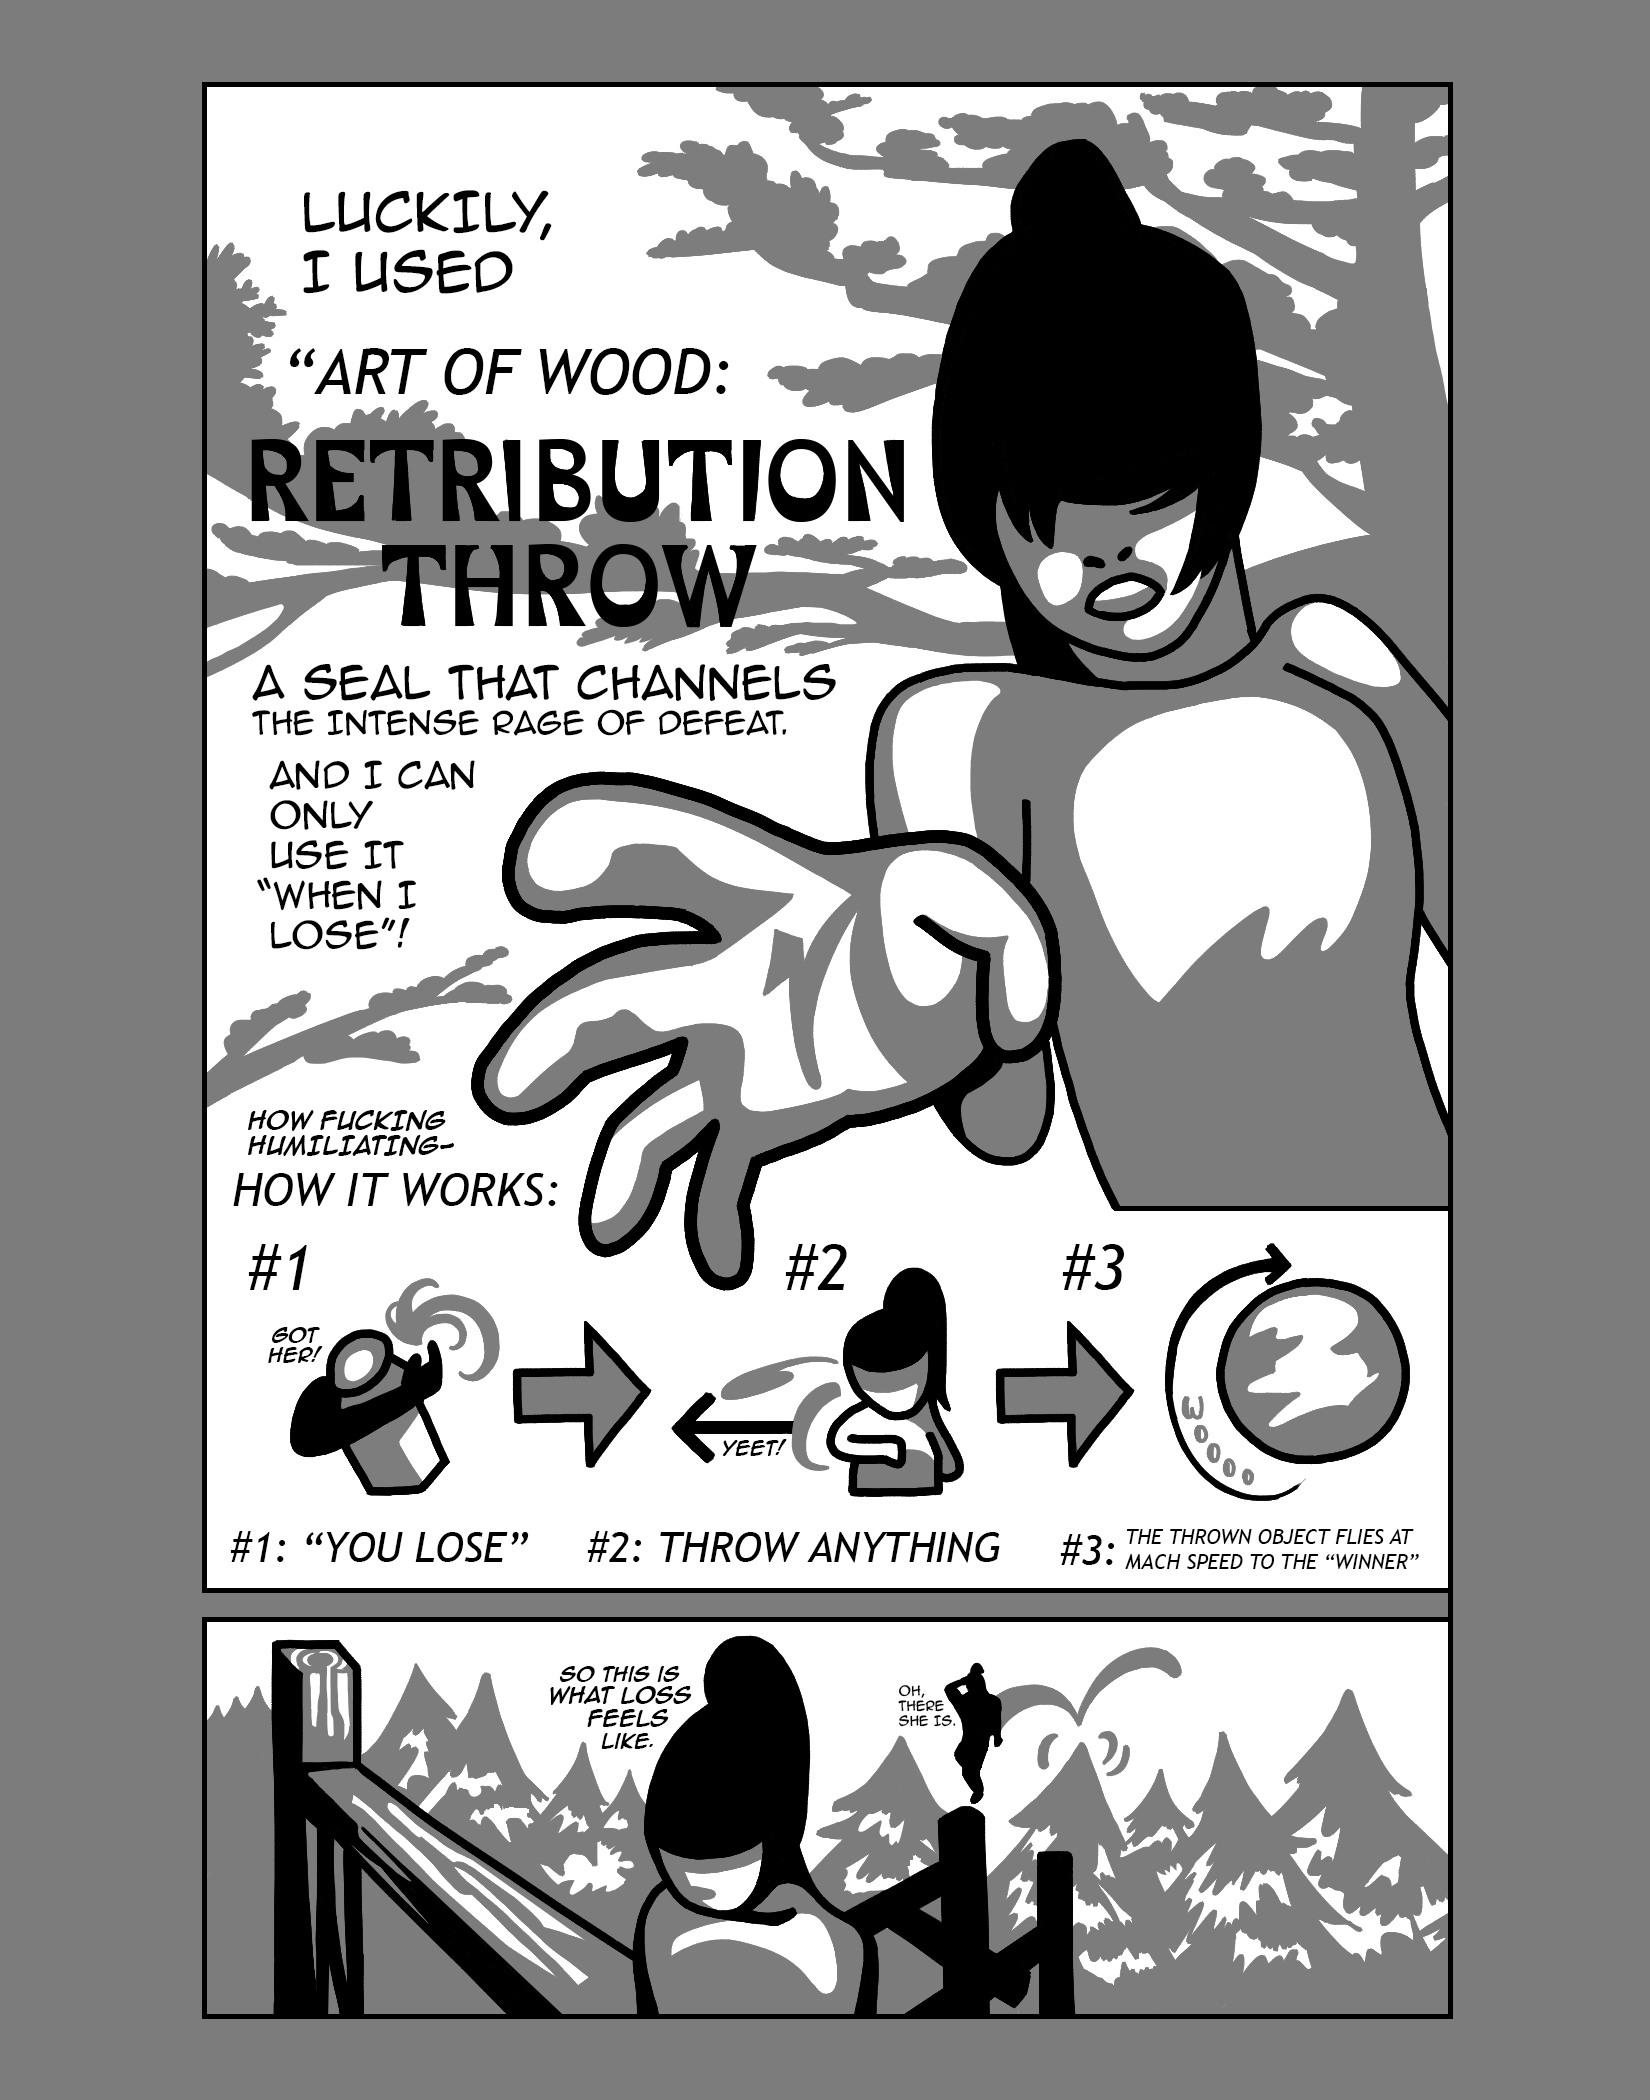 LUCKILY,
I USED
“ART OF WOOD:
RETRIBUTION
THROW
A SEAL THAT CHANNELS
THE INTENSE RAGE OF DEFEAT.
AND I CAN
ONLY
USE IT
“WHEN I
LOSE”!
HOW FUCKING
HUMILIATING-
HOW IT WORKS:
#1
GOT
HER!
#2
YEET!
#3
WOOOO
#1: “YOU LOSE”
#2: THROW ANYTHING
#3: THE THROWN OBJECT FLIES AT
MACH SPEED TO THE “WINNER”
SO THIS IS
WHAT LOSS
FEELS
LIKE.
OH,
THERE
SHE IS.